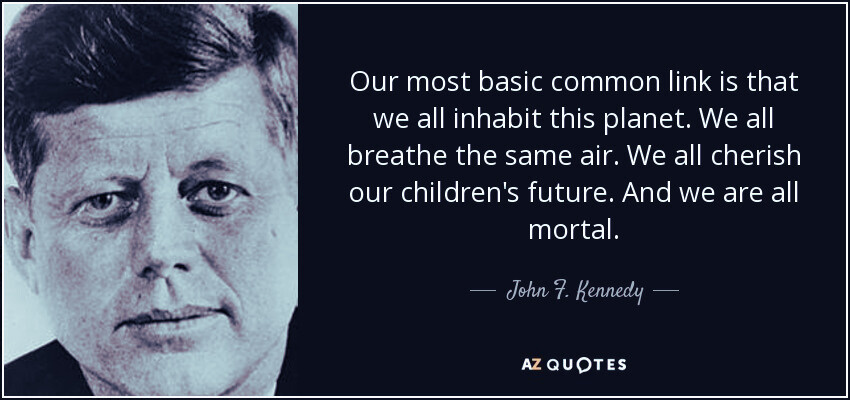 Our most basic common link is that
we all inhabit this planet. We all
breathe the same air. We all cherish
our children's future. And we are all
mortal.
John F. Kennedy
AZ QUOTES